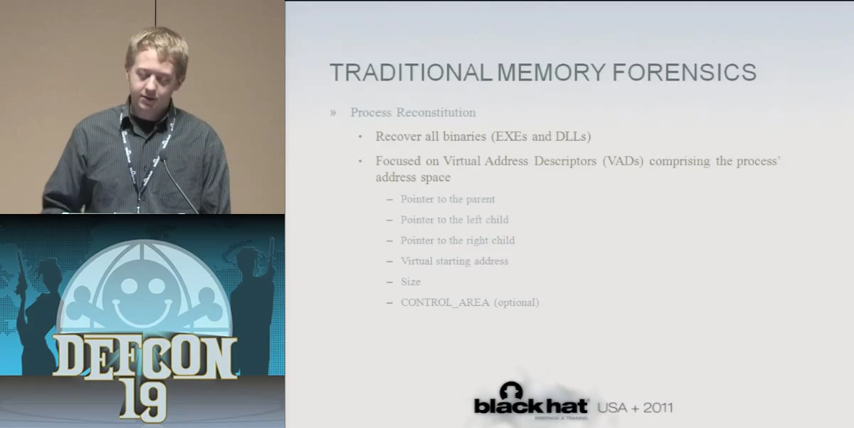 TRADITIONAL MEMORY FORENSICS
» Process Reconstitution
• Recover all binaries (EXEs and DLLs)
• Focused on Virtual Address Descriptors (VADs) comprising the process'
address space
– Pointer to the parent
– Pointer to the left child
– Pointer to the right child
– Virtual starting address
– Size
– CONTROL_AREA (optional)
DEFCON
19
black hat USA + 2011